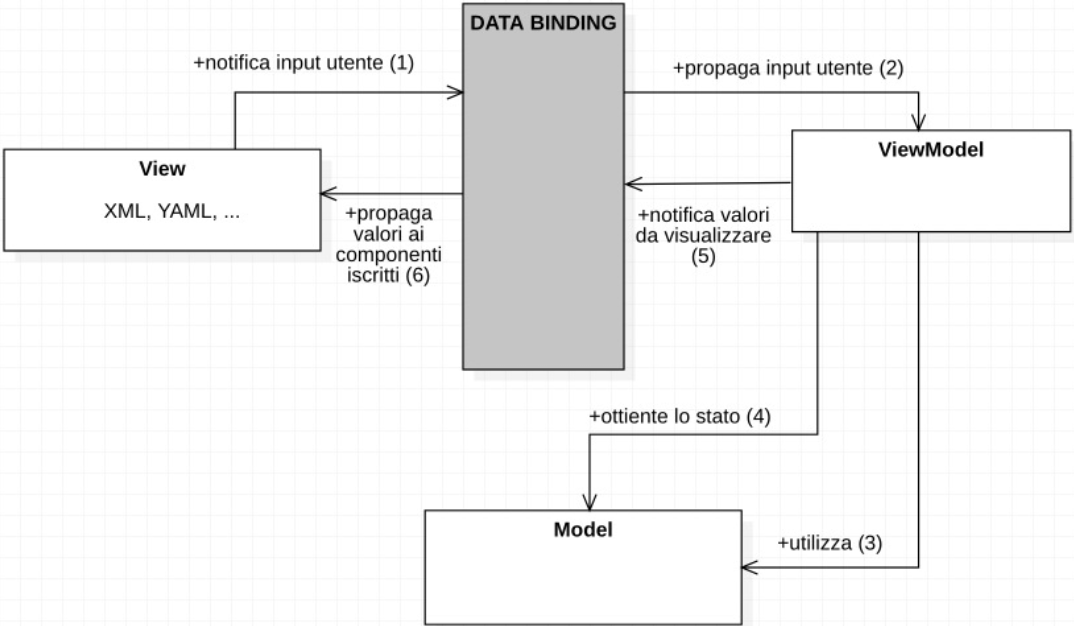 DATA BINDING
+notifica input utente (1)
+propaga input utente (2)
View
XML, YAML, ...
ViewModel
+propaga
valori ai
componenti
iscritti (6)
+notifica valori
da visualizzare
(5)
+ottiente lo stato (4)
Model
+utilizza (3)